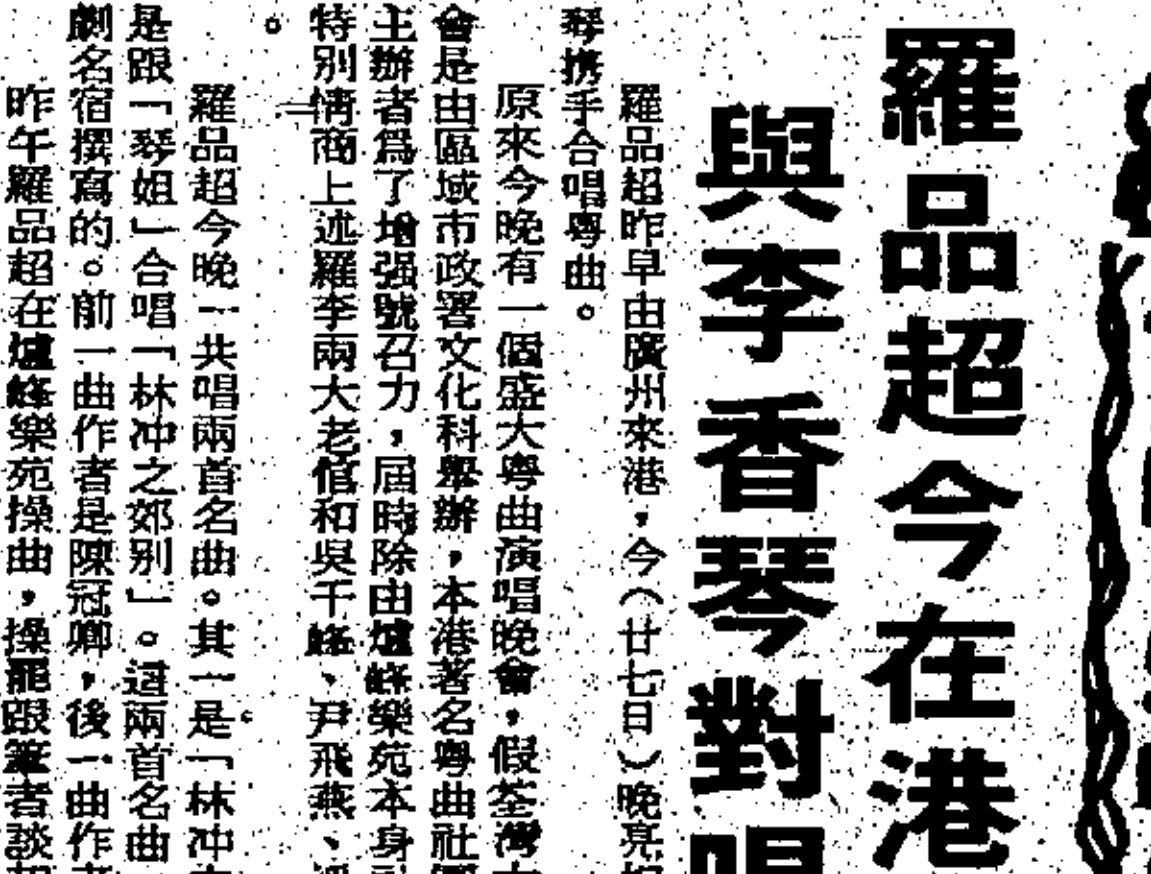 羅品超今在港
與李香琴對唱
羅品超昨早由廣州來港，今（廿七日）晚亮
琴携手合唱粵曲。
原來今晚有一個盛大粵曲演唱晚會，假荃灣大
會是由區域市政署文化科舉辦，本港著名粵曲社
主辦者爲了增强號召力，屆時除由爐峰樂苑本身
特別情商上述羅李兩大老倌和吳千峰、尹飛燕、
。
羅品超今晚一共唱兩首名曲。其一是「林冲
是跟「琴姐」合唱「林冲之郊别」。這兩首名曲
劇名宿撰寫的。前一曲作者是陳冠卿，後一曲作者
昨午羅品超在爐峰樂苑操曲，操罷跟筆者談